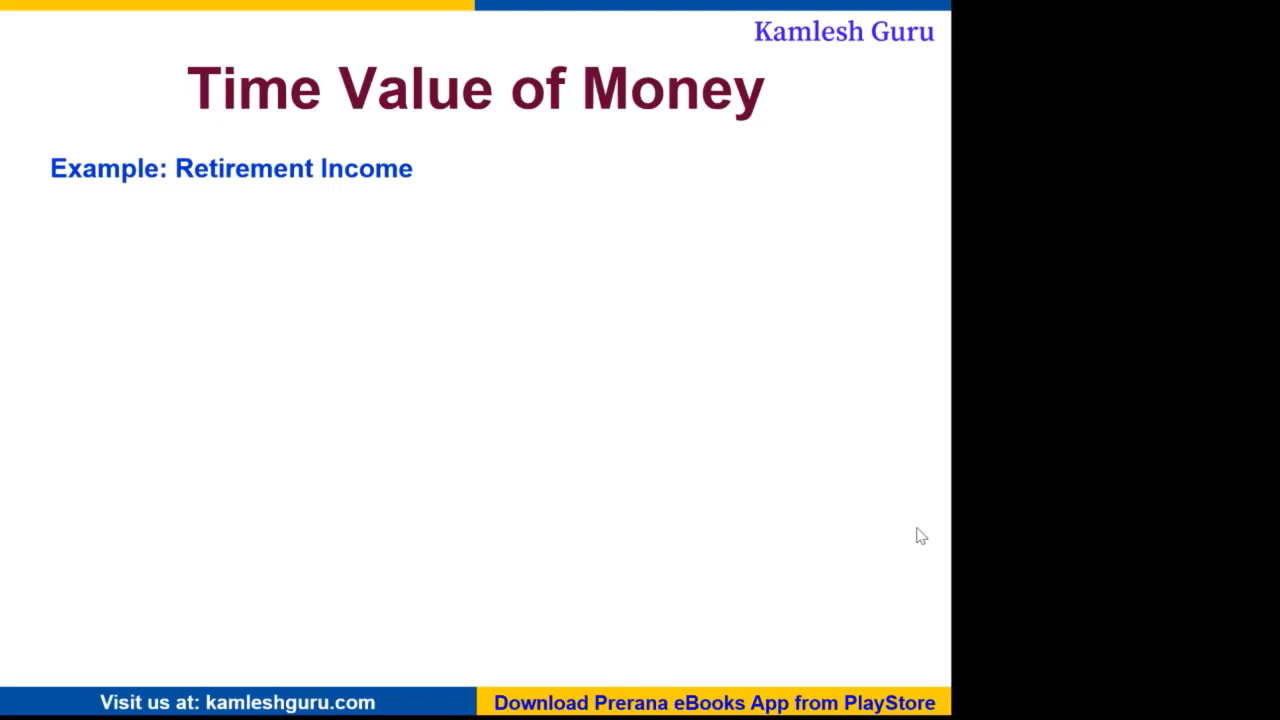 Kamlesh Guru
Time Value of Money
Example: Retirement Income
Visit us at: kamleshguru.com
Download Prerana eBooks App from PlayStore